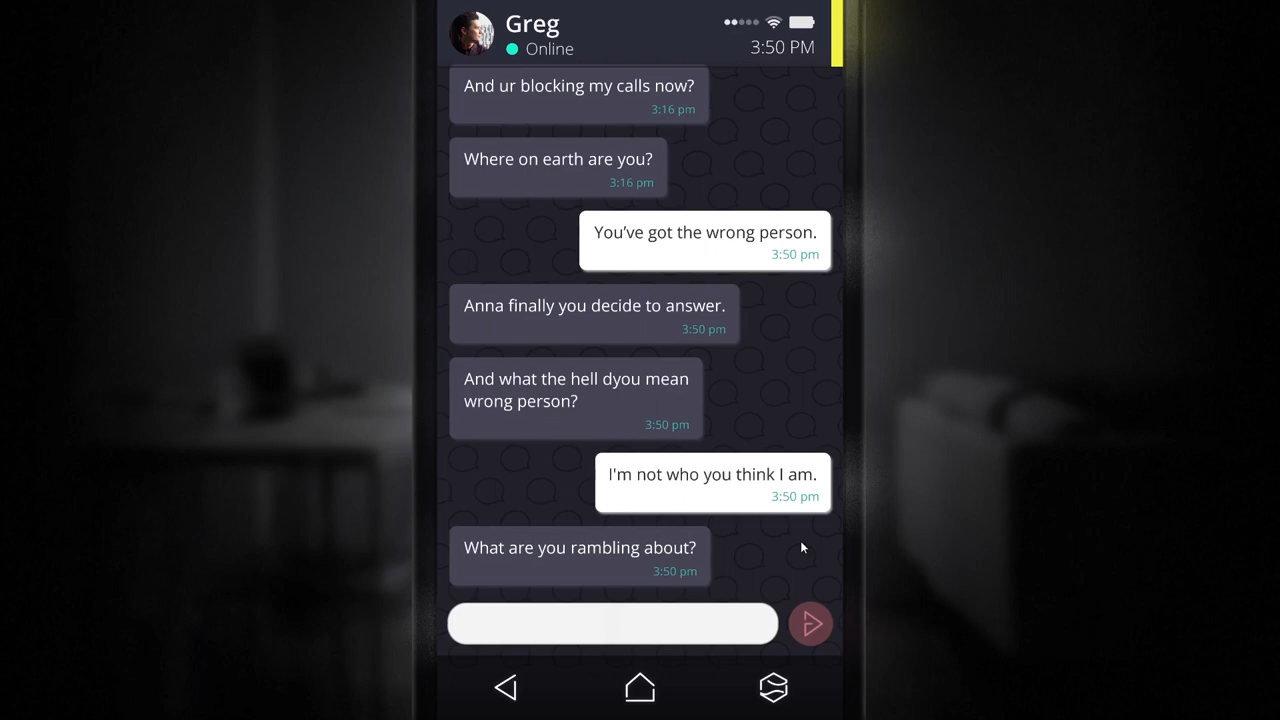 Greg
Online
3:50 PM
And ur blocking my calls now?
3:16 pm
Where on earth are you?
3:16 pm
You’ve got the wrong person.
3:50 pm
Anna finally you decide to answer.
3:50 pm
And what the hell dyou mean
wrong person?
3:50 pm
I'm not who you think I am.
3:50 pm
What are you rambling about?
3:50 pm